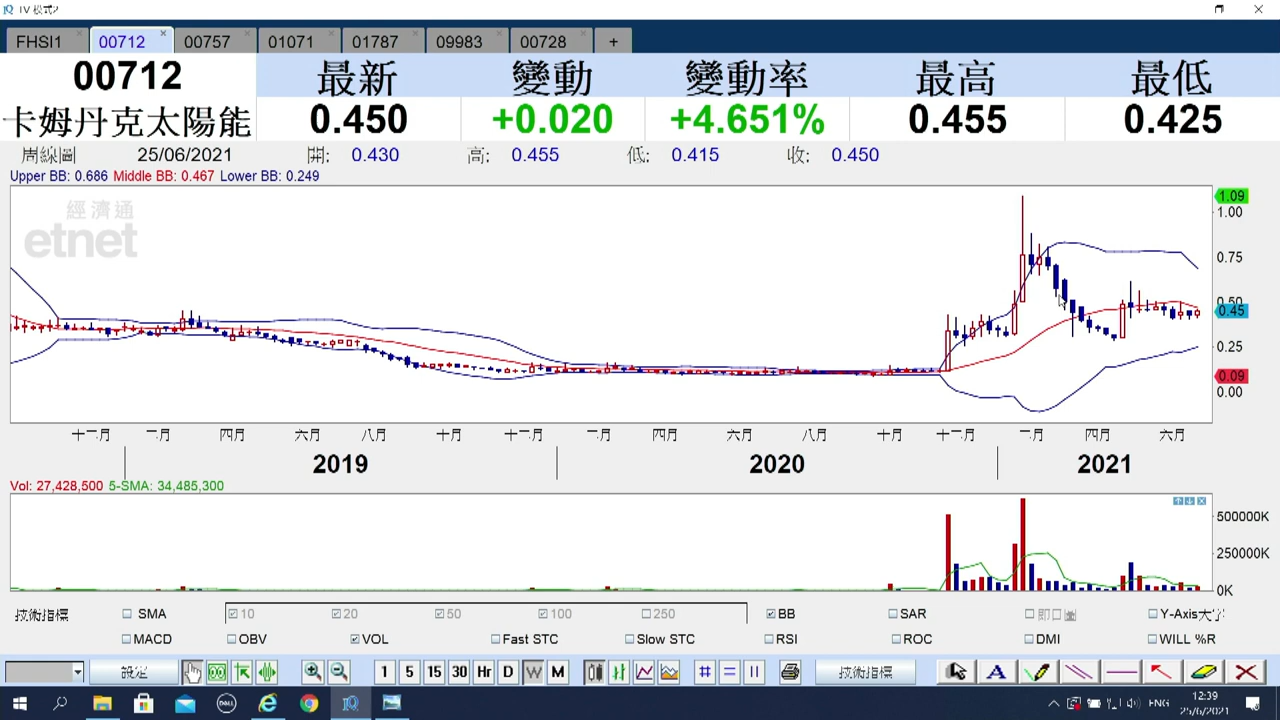 TV 模式2
FHSI1 00712 00757 01071 01787 09983 00728 +
00712 最新 變動 變動率 最高 最低
卡姆丹克太陽能 0.450 +0.020 +4.651% 0.455 0.425
周線圖 25/06/2021 開: 0.430 高: 0.455 低: 0.415 收: 0.450
Upper BB: 0.686 Middle BB: 0.467 Lower BB: 0.249
經濟通
etnet
1.09
1.00
0.75
0.50
0.45
0.25
0.09
0.00
十二月 二月 四月 六月 八月 十月 十二月 二月 四月 六月 八月 十月 十二月 二月 四月 六月
2019 2020 2021
Vol: 27,428,500 5-SMA: 34,485,300
500000K
250000K
0K
技術指標 SMA 10 20 50 100 250 BB SAR 即日圖 Y-Axis大字
MACD OBV VOL Fast STC Slow STC RSI ROC DMI WILL %R
設定 1 5 15 30 Hr D W M 技術指標 A
DELL ENG 12:39
25/6/2021